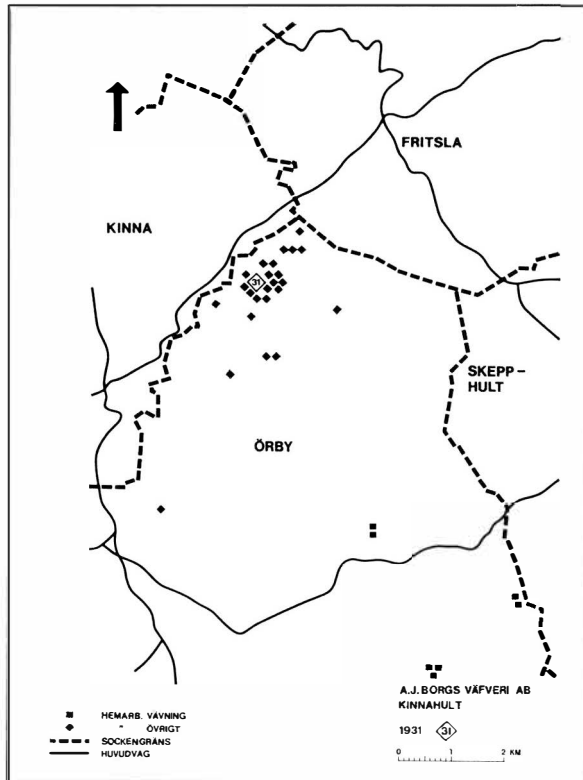 FRITSLA
KINNA
31
SKEPP-
HULT
ÖRBY
HEMARB. VÄVNING
" ÖVRIGT
SOCKENGRÄNS
HUVUDVÄG
A.J.BORGS VÄFVERI AB
KINNAHULT
1931 31
0 1 2 KM